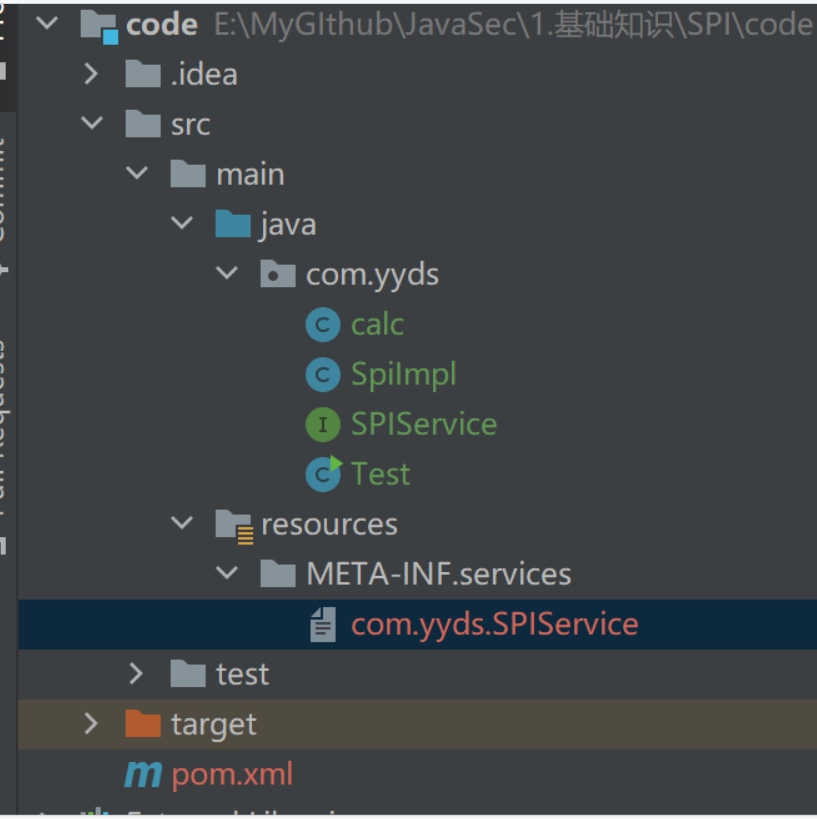 code E:\MyGIthub\JavaSec\1.基础知识\SPI\code
.idea
src
main
java
com.yyds
calc
SpiImpl
SPIService
Test
resources
META-INF.services
com.yyds.SPIService
test
target
pom.xml